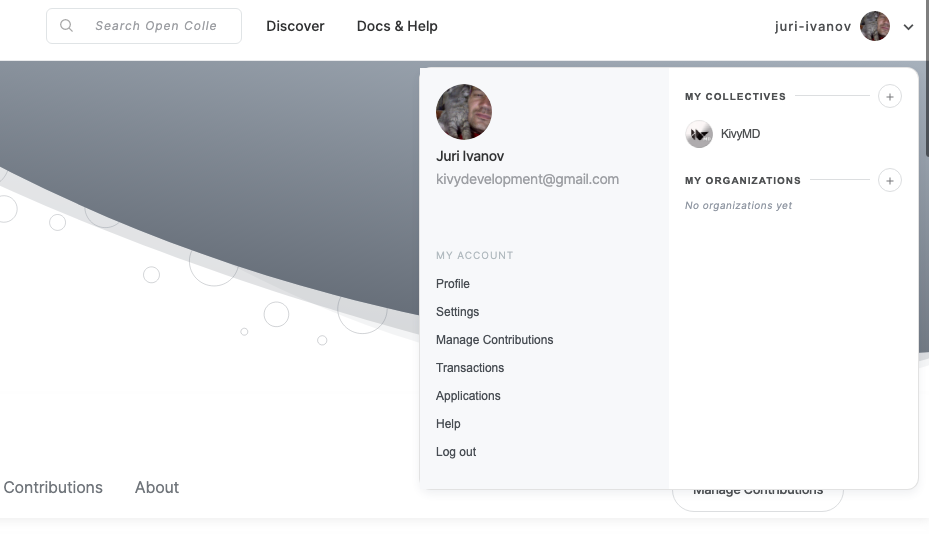 Search Open Colle
Discover
Docs & Help
juri-ivanov
Juri Ivanov
kivydevelopment@gmail.com
MY ACCOUNT
Profile
Settings
Manage Contributions
Transactions
Applications
Help
Log out
MY COLLECTIVES
+
KivyMD
MY ORGANIZATIONS
+
No organizations yet
Contributions
About
Manage Contributions